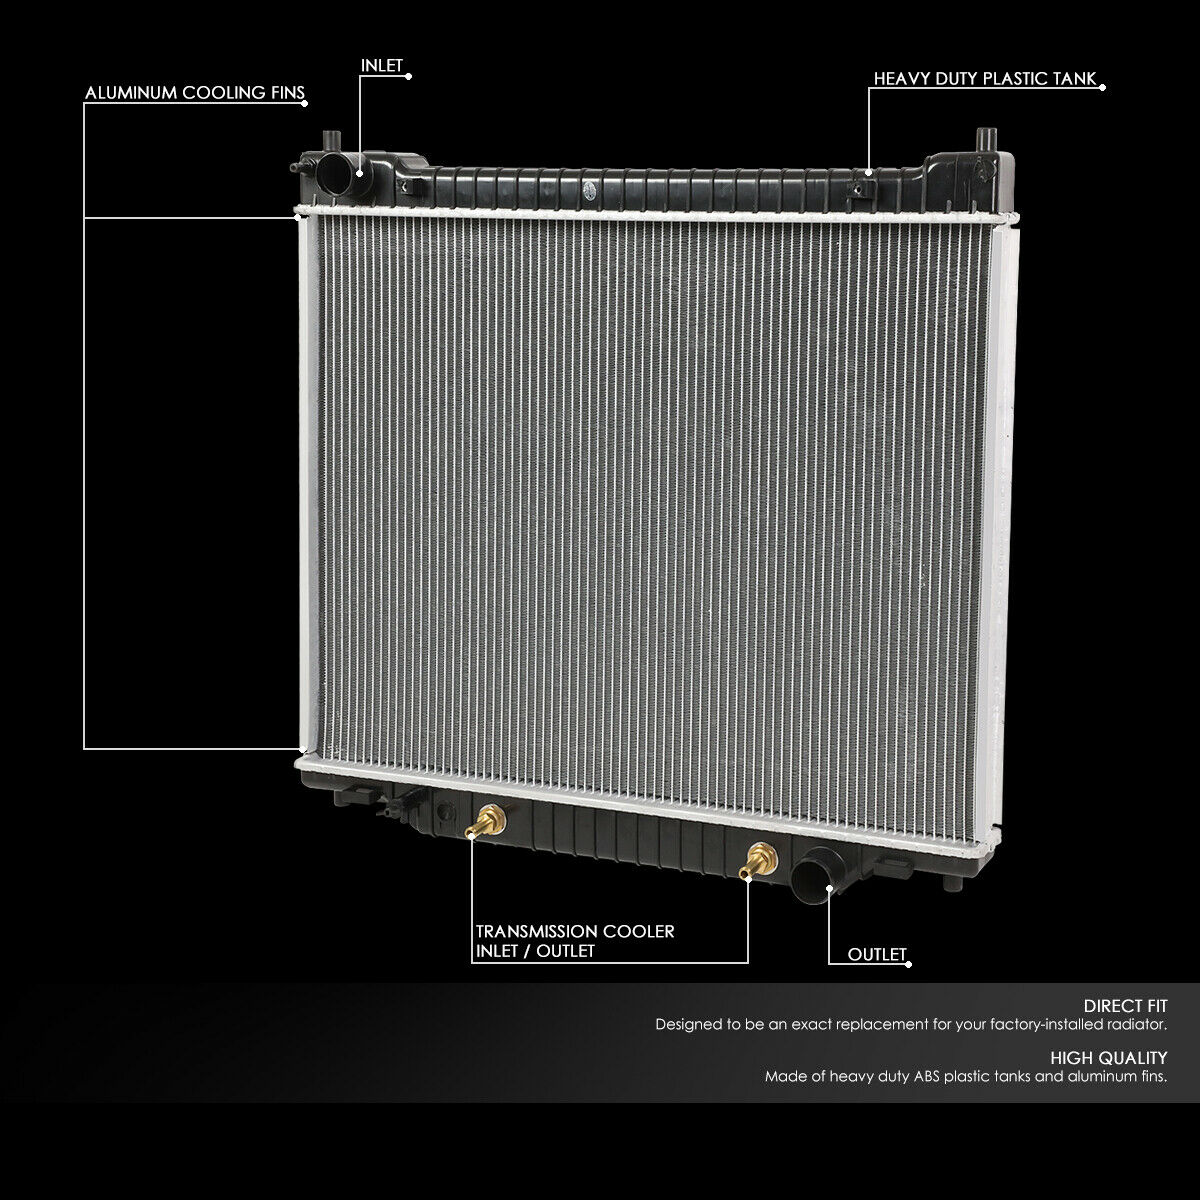 INLET
ALUMINUM COOLING FINS
HEAVY DUTY PLASTIC TANK
TRANSMISSION COOLER
INLET / OUTLET
OUTLET
DIRECT FIT
Designed to be an exact replacement for your factory-installed radiator.
HIGH QUALITY
Made of heavy duty ABS plastic tanks and aluminum fins.